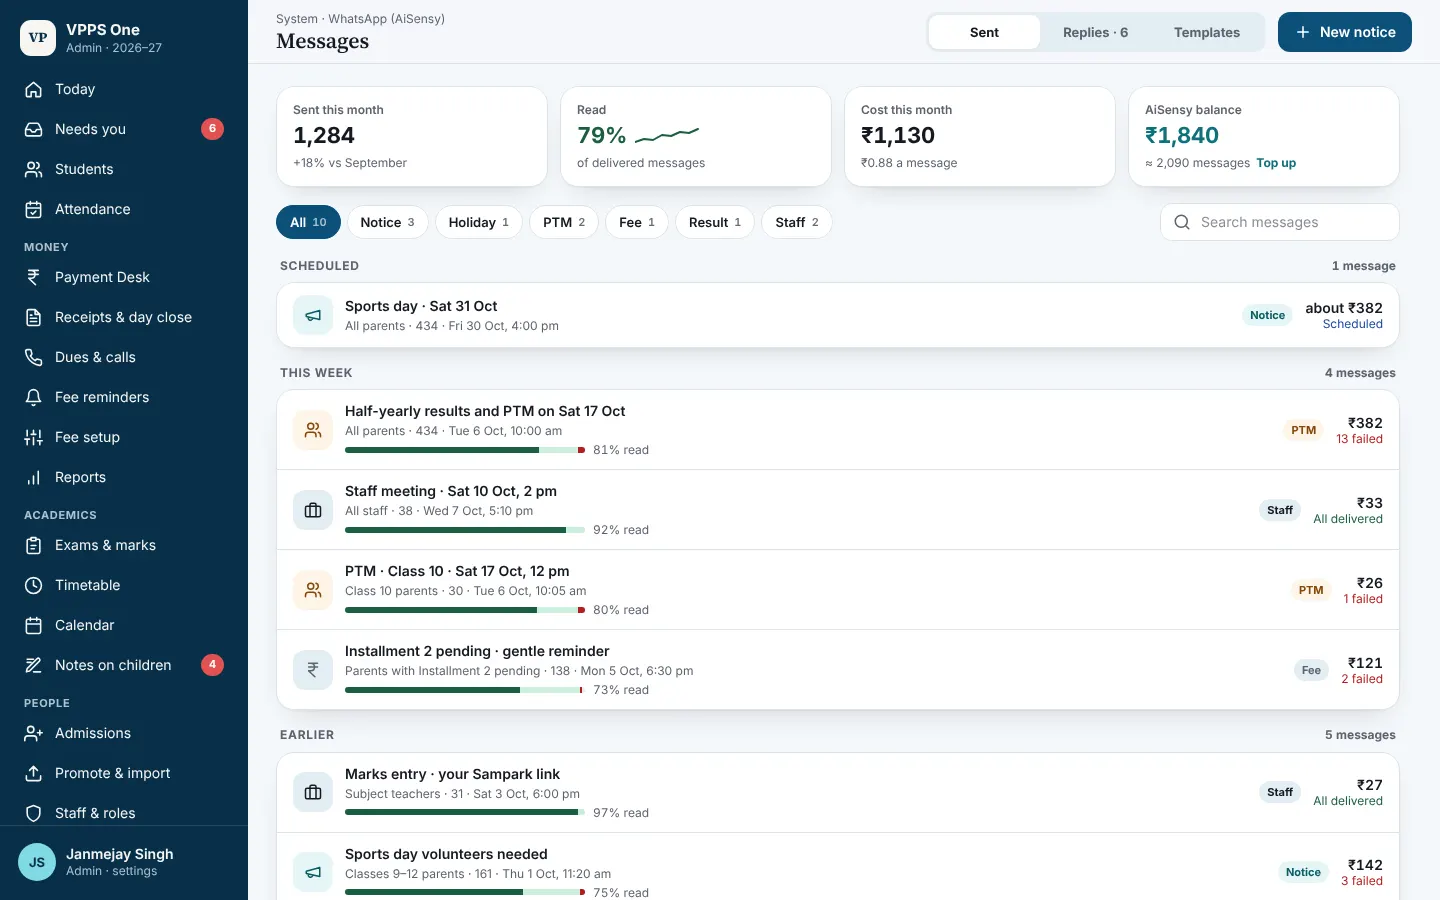 VP
VPPS One
Admin · 2026–27
Today
Needs you 6
Students
Attendance
MONEY
Payment Desk
Receipts & day close
Dues & calls
Fee reminders
Fee setup
Reports
ACADEMICS
Exams & marks
Timetable
Calendar
Notes on children 4
PEOPLE
Admissions
Promote & import
Staff & roles
JS
Janmejay Singh
Admin · settings
System · WhatsApp (AiSensy)
Messages
Sent
Replies · 6
Templates
New notice
Sent this month
1,284
+18% vs September
Read
79%
of delivered messages
Cost this month
₹1,130
₹0.88 a message
AiSensy balance
₹1,840
≈ 2,090 messages Top up
All 10
Notice 3
Holiday 1
PTM 2
Fee 1
Result 1
Staff 2
Search messages
SCHEDULED
1 message
Sports day · Sat 31 Oct
All parents · 434 · Fri 30 Oct, 4:00 pm
Notice
about ₹382
Scheduled
THIS WEEK
4 messages
Half-yearly results and PTM on Sat 17 Oct
All parents · 434 · Tue 6 Oct, 10:00 am
81% read
PTM
₹382
13 failed
Staff meeting · Sat 10 Oct, 2 pm
All staff · 38 · Wed 7 Oct, 5:10 pm
92% read
Staff
₹33
All delivered
PTM · Class 10 · Sat 17 Oct, 12 pm
Class 10 parents · 30 · Tue 6 Oct, 10:05 am
80% read
PTM
₹26
1 failed
Installment 2 pending · gentle reminder
Parents with Installment 2 pending · 138 · Mon 5 Oct, 6:30 pm
73% read
Fee
₹121
2 failed
EARLIER
5 messages
Marks entry · your Sampark link
Subject teachers · 31 · Sat 3 Oct, 6:00 pm
97% read
Staff
₹27
All delivered
Sports day volunteers needed
Classes 9–12 parents · 161 · Thu 1 Oct, 11:20 am
75% read
Notice
₹142
3 failed